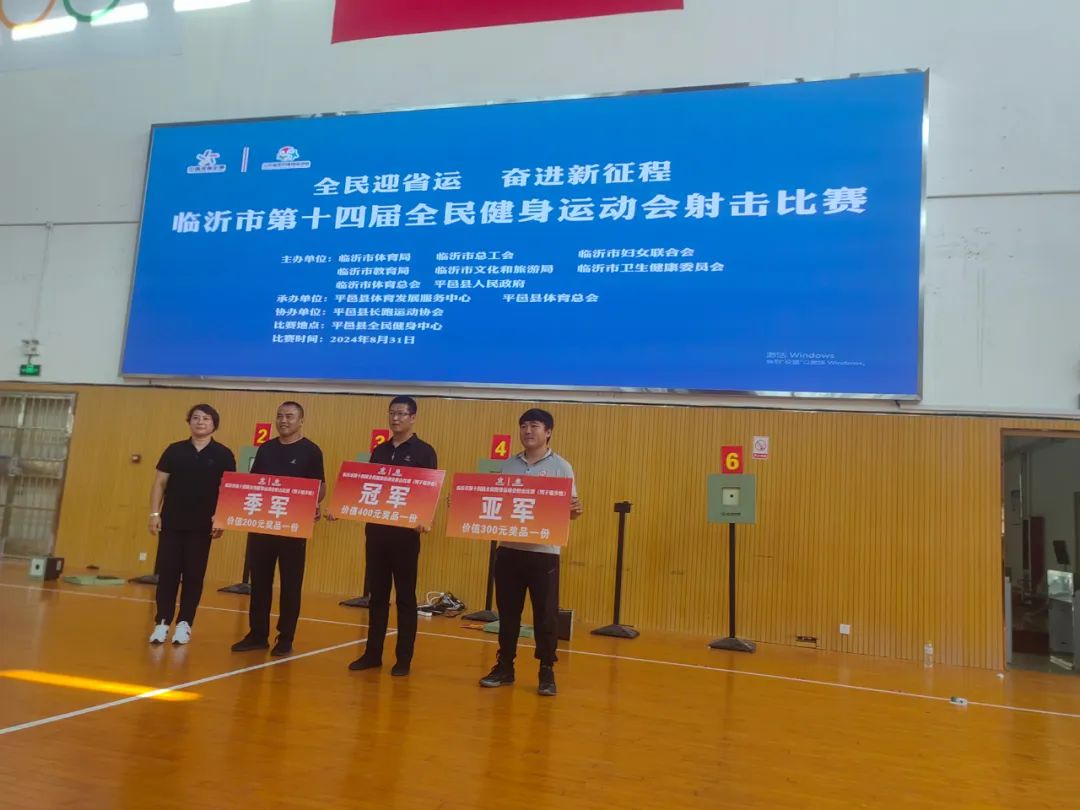 全民迎省运 奋进新征程
临沂市第十四届全民健身运动会射击比赛
主办单位：临沂市体育局 临沂市总工会 临沂市妇女联合会
临沂市教育局 临沂市文化和旅游局 临沂市卫生健康委员会
临沂市体育总会 平邑县人民政府
承办单位：平邑县体育发展服务中心 平邑县体育总会
协办单位：平邑县长跑运动协会
比赛地点：平邑县全民健身中心
比赛时间：2024年8月31日
激活 Windows
2
3
4
6
季军
价值200元奖品一份
冠军
价值400元奖品一份
亚军
价值300元奖品一份